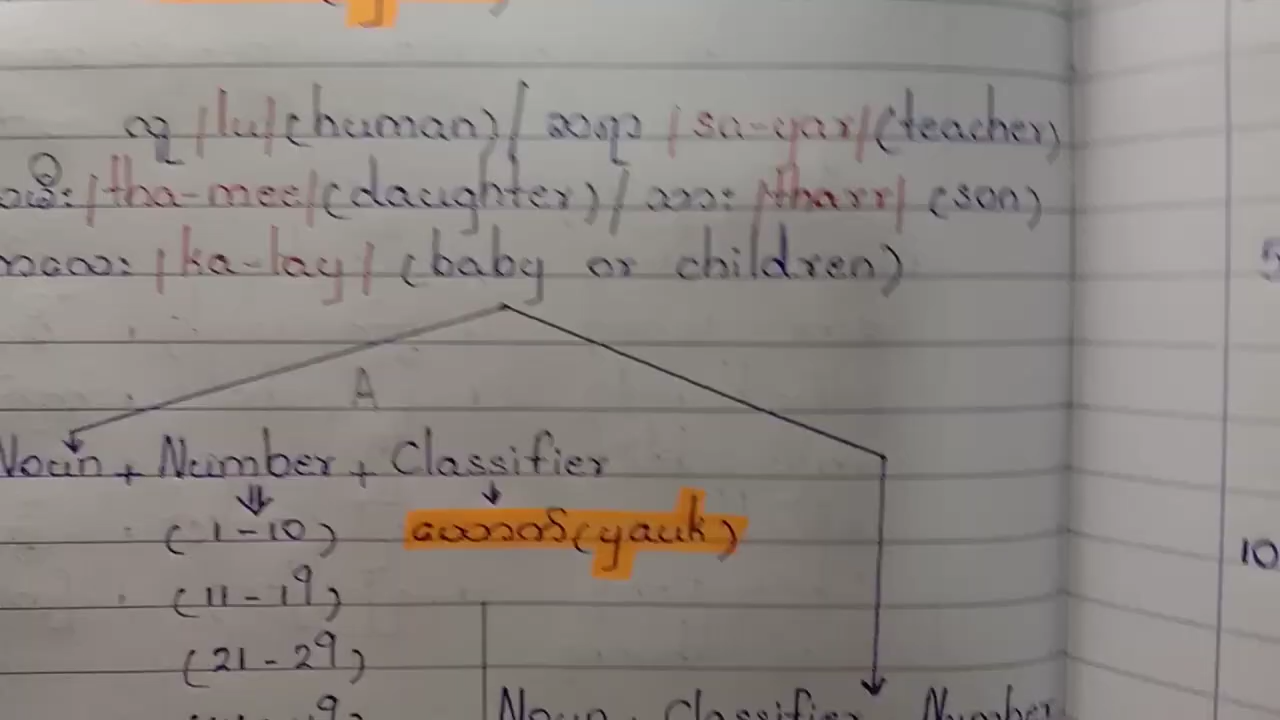 လူ /lu/ (human) / ဆရာ /sa-yar/ (teacher)
သမီး /tha-mee/ (daughter) / သား /tharr/ (son)
ကလေး /ka-lay/ (baby or children)
A
Noun + Number + Classifier
(1-10) ယောက် (yauk)
(11-19)
(21-29)
Noun Classifier Number
5
10